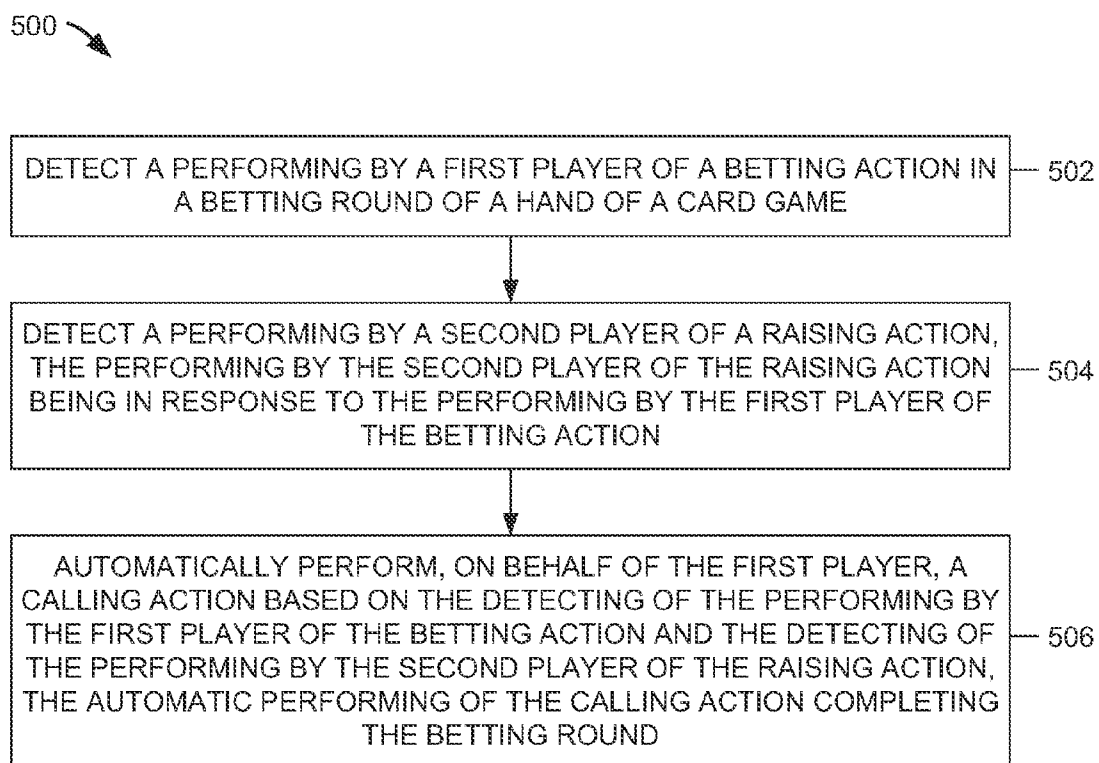 500
DETECT A PERFORMING BY A FIRST PLAYER OF A BETTING ACTION IN
A BETTING ROUND OF A HAND OF A CARD GAME
502
DETECT A PERFORMING BY A SECOND PLAYER OF A RAISING ACTION,
THE PERFORMING BY THE SECOND PLAYER OF THE RAISING ACTION
BEING IN RESPONSE TO THE PERFORMING BY THE FIRST PLAYER OF
THE BETTING ACTION
504
AUTOMATICALLY PERFORM, ON BEHALF OF THE FIRST PLAYER, A
CALLING ACTION BASED ON THE DETECTING OF THE PERFORMING BY
THE FIRST PLAYER OF THE BETTING ACTION AND THE DETECTING OF
THE PERFORMING BY THE SECOND PLAYER OF THE RAISING ACTION,
THE AUTOMATIC PERFORMING OF THE CALLING ACTION COMPLETING
THE BETTING ROUND
506